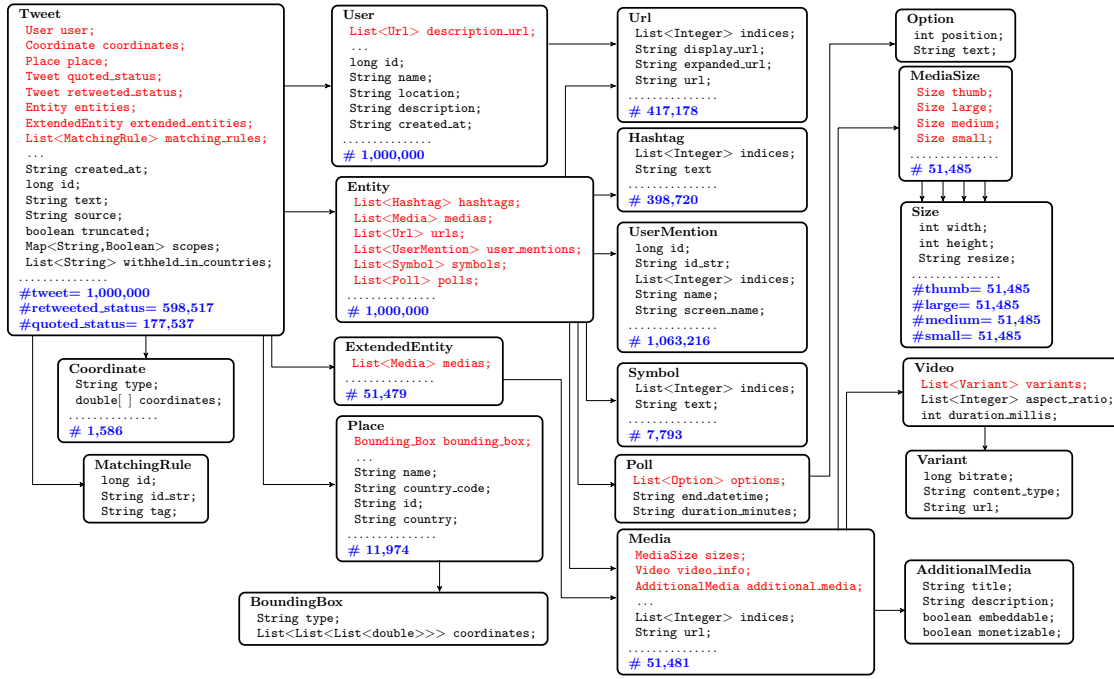 Tweet
User user;
Coordinate coordinates;
Place place;
Tweet quoted_status;
Tweet retweeted_status;
Entity entities;
ExtendedEntity extended_entities;
List<MatchingRule> matching_rules;
...
String created_at;
long id;
String text;
String source;
boolean truncated;
Map<String,Boolean> scopes;
List<String> withheld_in_countries;
..............
#tweet= 1,000,000
#retweeted_status= 598,517
#quoted_status= 177,537
Coordinate
String type;
double[ ] coordinates;
..............
# 1,586
MatchingRule
long id;
String id_str;
String tag;
User
List<Url> description_url;
...
long id;
String name;
String location;
String description;
String created_at;
..............
# 1,000,000
Entity
List<Hashtag> hashtags;
List<Media> medias;
List<Url> urls;
List<UserMention> user_mentions;
List<Symbol> symbols;
List<Poll> polls;
..............
# 1,000,000
ExtendedEntity
List<Media> medias;
..............
# 51,479
Place
Bounding_Box bounding_box;
...
String name;
String country_code;
String id;
String country;
..............
# 11,974
BoundingBox
String type;
List<List<List<double>>> coordinates;
Url
List<Integer> indices;
String display_url;
String expanded_url;
String url;
..............
# 417,178
Hashtag
List<Integer> indices;
String text
..............
# 398,720
UserMention
long id;
String id_str;
List<Integer> indices;
String name;
String screen_name;
..............
# 1,063,216
Symbol
List<Integer> indices;
String text;
..............
# 7,793
Poll
List<Option> options;
String end_datetime;
String duration_minutes;
Media
MediaSize sizes;
Video video_info;
AdditionalMedia additional_media;
...
List<Integer> indices;
String url;
..............
# 51,481
Option
int position;
String text;
MediaSize
Size thumb;
Size large;
Size medium;
Size small;
..............
# 51,485
Size
int width;
int height;
String resize;
..............
#thumb= 51,485
#large= 51,485
#medium= 51,485
#small= 51,485
Video
List<Variant> variants;
List<Integer> aspect_ratio;
int duration_millis;
Variant
long bitrate;
String content_type;
String url;
AdditionalMedia
String title;
String description;
boolean embeddable;
boolean monetizable;